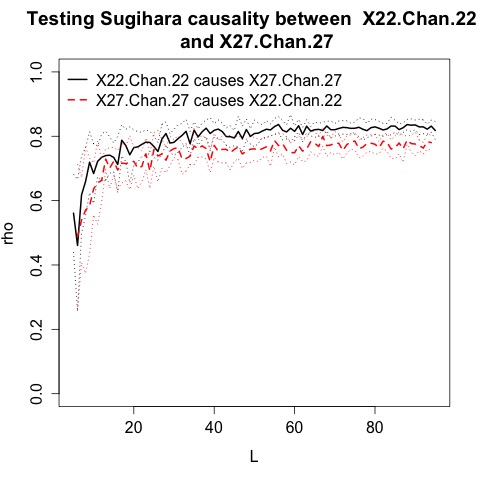 Testing Sugihara causality between  X22.Chan.22
and X27.Chan.27
X22.Chan.22 causes X27.Chan.27
X27.Chan.27 causes X22.Chan.22
1.0
0.8
0.6
0.4
0.2
0.0
rho
20 40 60 80
L